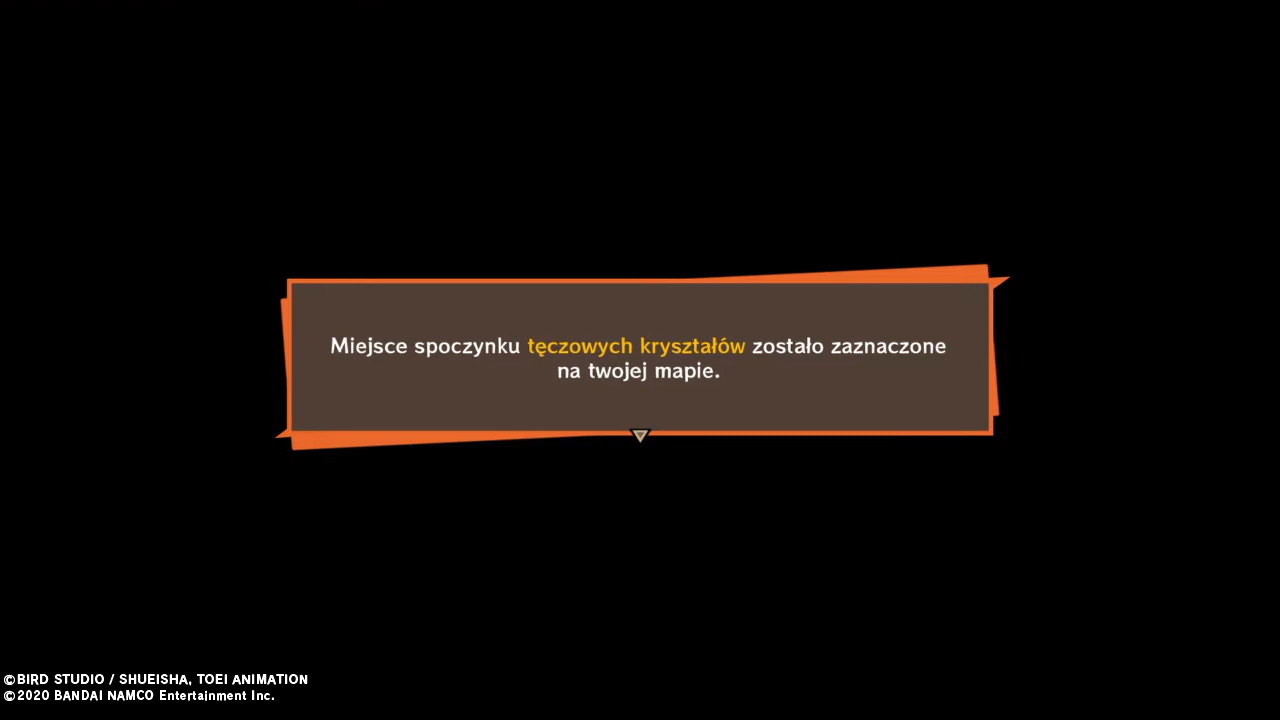 Miejsce spoczynku tęczowych kryształów zostało zaznaczone
na twojej mapie.
©BIRD STUDIO / SHUEISHA, TOEI ANIMATION
©2020 BANDAI NAMCO Entertainment Inc.